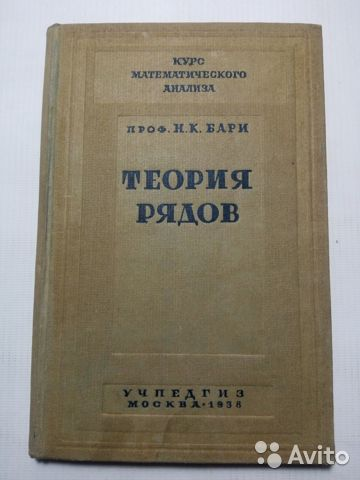 КУРС
МАТЕМАТИЧЕСКОГО
АНАЛИЗА
ПРОФ. Н.К. БАРИ
ТЕОРИЯ
РЯДОВ
УЧПЕДГИЗ
МОСКВА • 1938
Avito